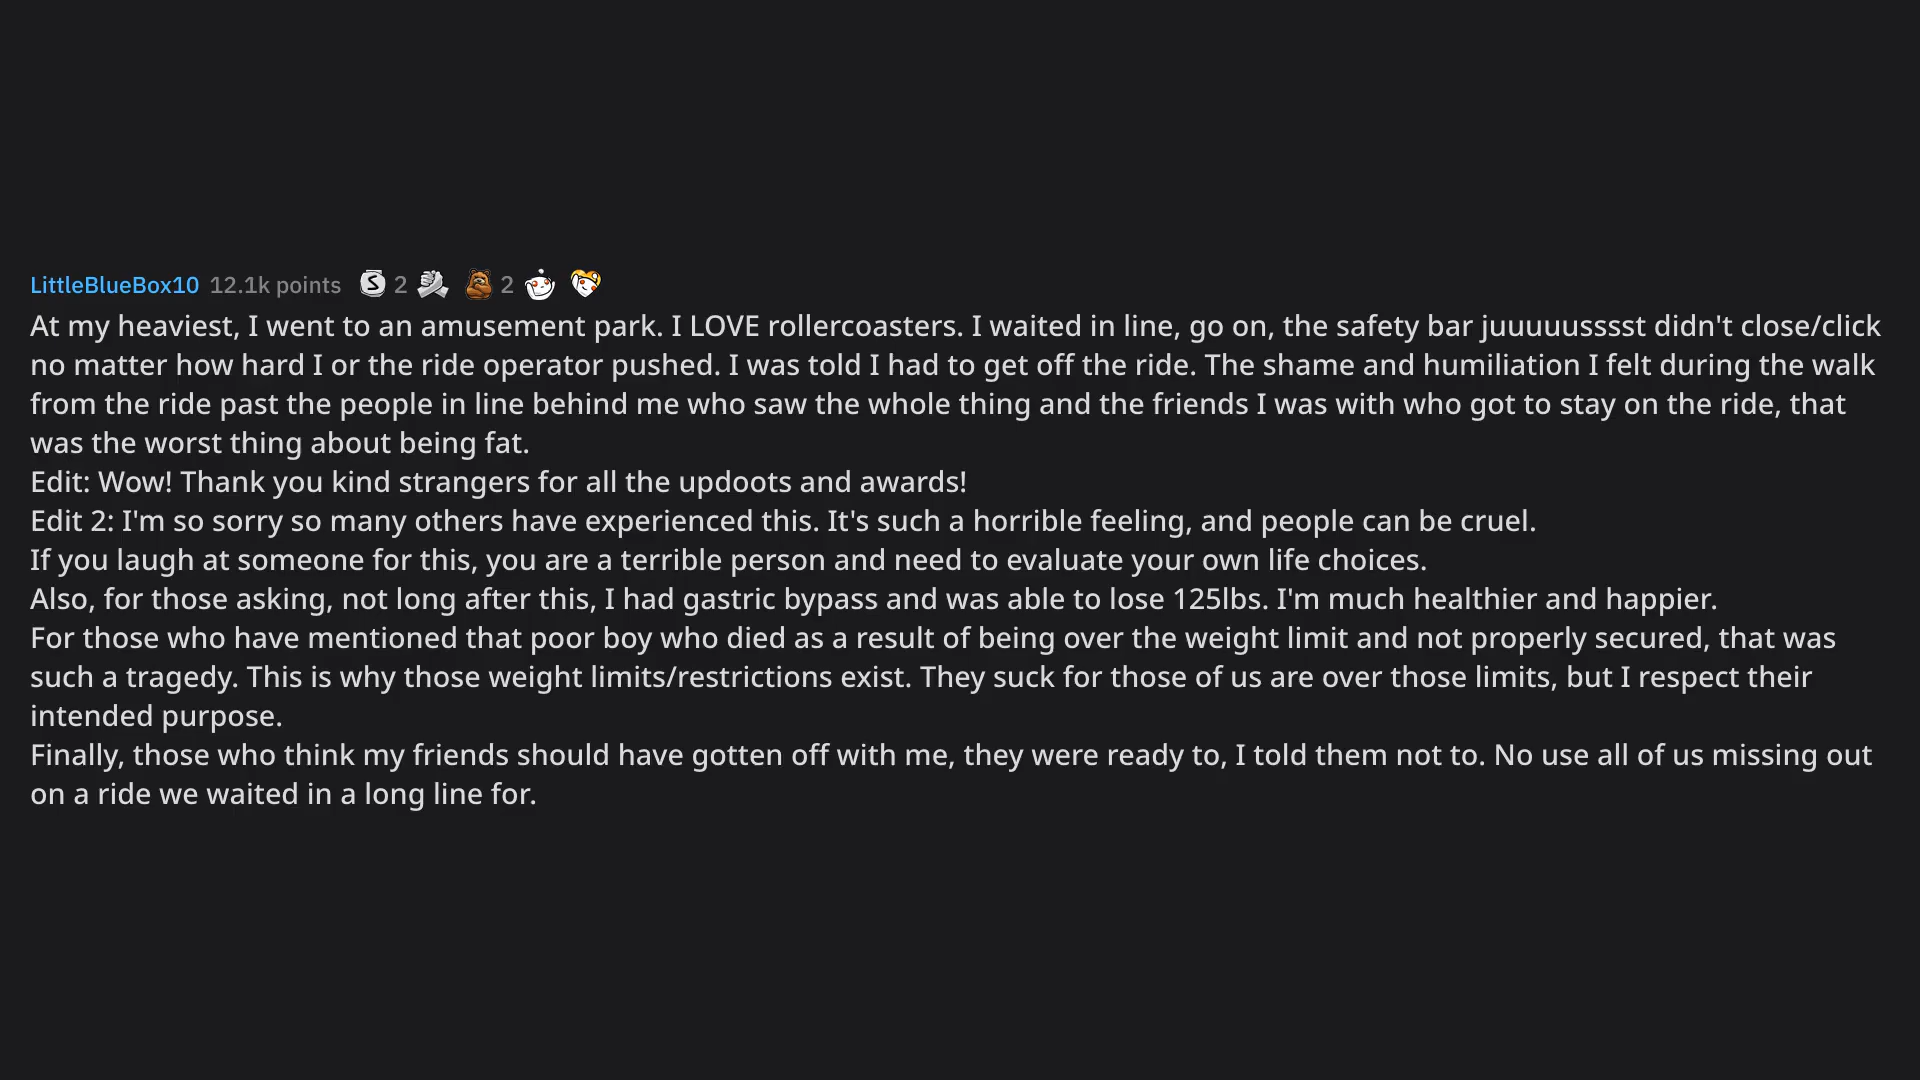 LittleBlueBox10 12.1k points S 2 2
At my heaviest, I went to an amusement park. I LOVE rollercoasters. I waited in line, go on, the safety bar juuuuusssst didn't close/click
no matter how hard I or the ride operator pushed. I was told I had to get off the ride. The shame and humiliation I felt during the walk
from the ride past the people in line behind me who saw the whole thing and the friends I was with who got to stay on the ride, that
was the worst thing about being fat.
Edit: Wow! Thank you kind strangers for all the updoots and awards!
Edit 2: I'm so sorry so many others have experienced this. It's such a horrible feeling, and people can be cruel.
If you laugh at someone for this, you are a terrible person and need to evaluate your own life choices.
Also, for those asking, not long after this, I had gastric bypass and was able to lose 125lbs. I'm much healthier and happier.
For those who have mentioned that poor boy who died as a result of being over the weight limit and not properly secured, that was
such a tragedy. This is why those weight limits/restrictions exist. They suck for those of us are over those limits, but I respect their
intended purpose.
Finally, those who think my friends should have gotten off with me, they were ready to, I told them not to. No use all of us missing out
on a ride we waited in a long line for.